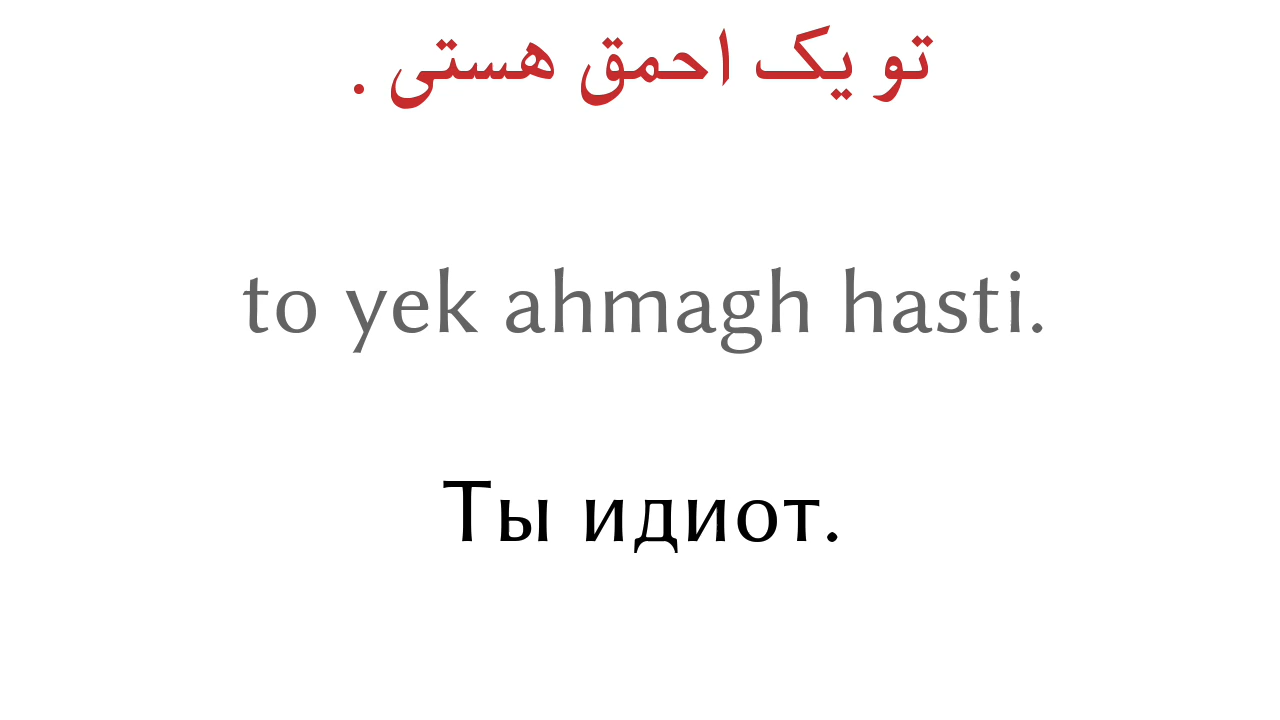 تو یک احمق هستی .
to yek ahmagh hasti.
Ты идиот.